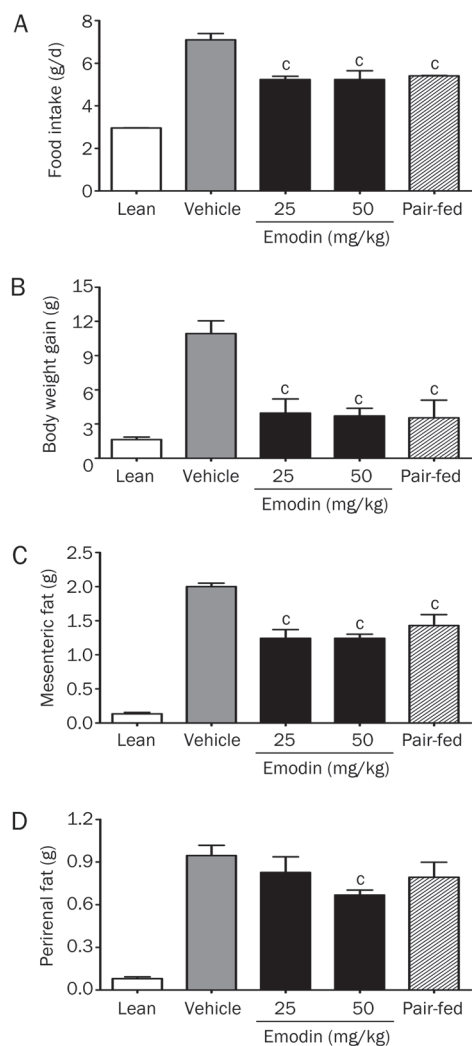 A
Food intake (g/d)
8
6
4
2
0
c c c
Lean Vehicle 25 50 Pair-fed
Emodin (mg/kg)
B
Body weight gain (g)
15
12
9
6
3
0
c c c
Lean Vehicle 25 50 Pair-fed
Emodin (mg/kg)
C
Mesenteric fat (g)
2.5
2.0
1.5
1.0
0.5
0.0
c c c
Lean Vehicle 25 50 Pair-fed
Emodin (mg/kg)
D
Perirenal fat (g)
1.2
0.9
0.6
0.3
0.0
c
Lean Vehicle 25 50 Pair-fed
Emodin (mg/kg)